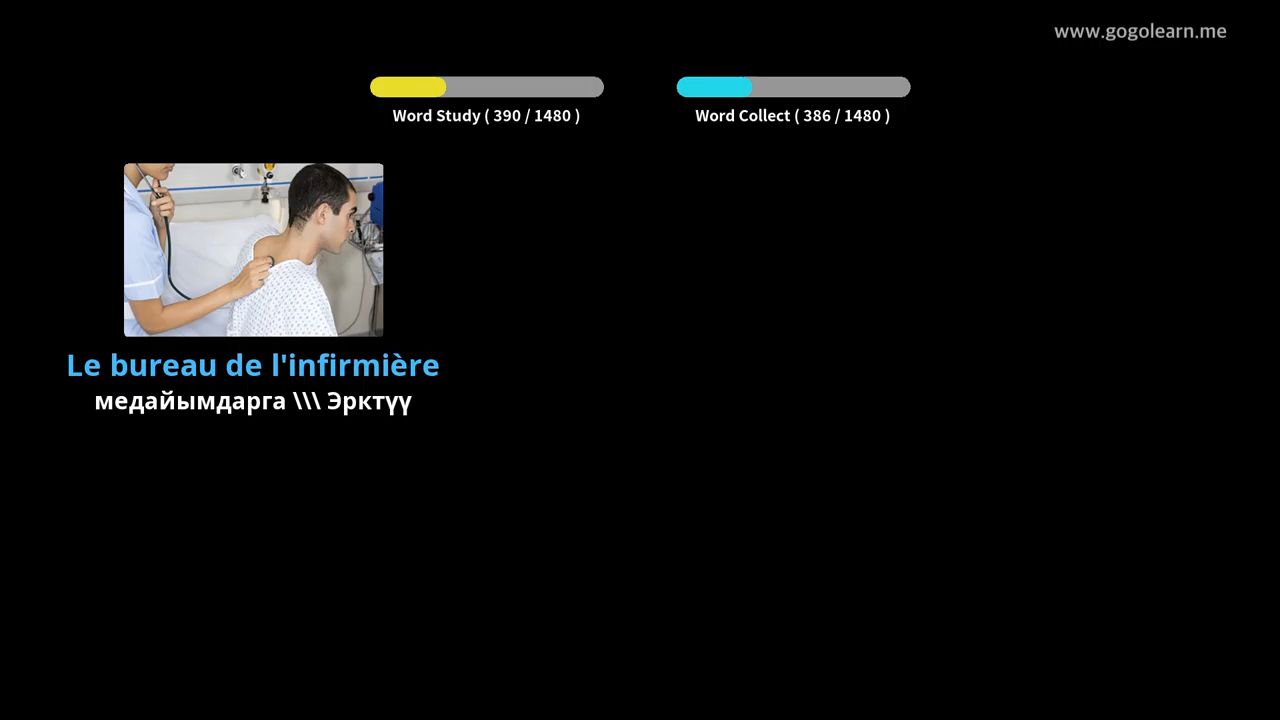 www.gogolearn.me
Word Study ( 390 / 1480 )
Word Collect ( 386 / 1480 )
Le bureau de l'infirmière
медайымдарга \\\ Эрктүү